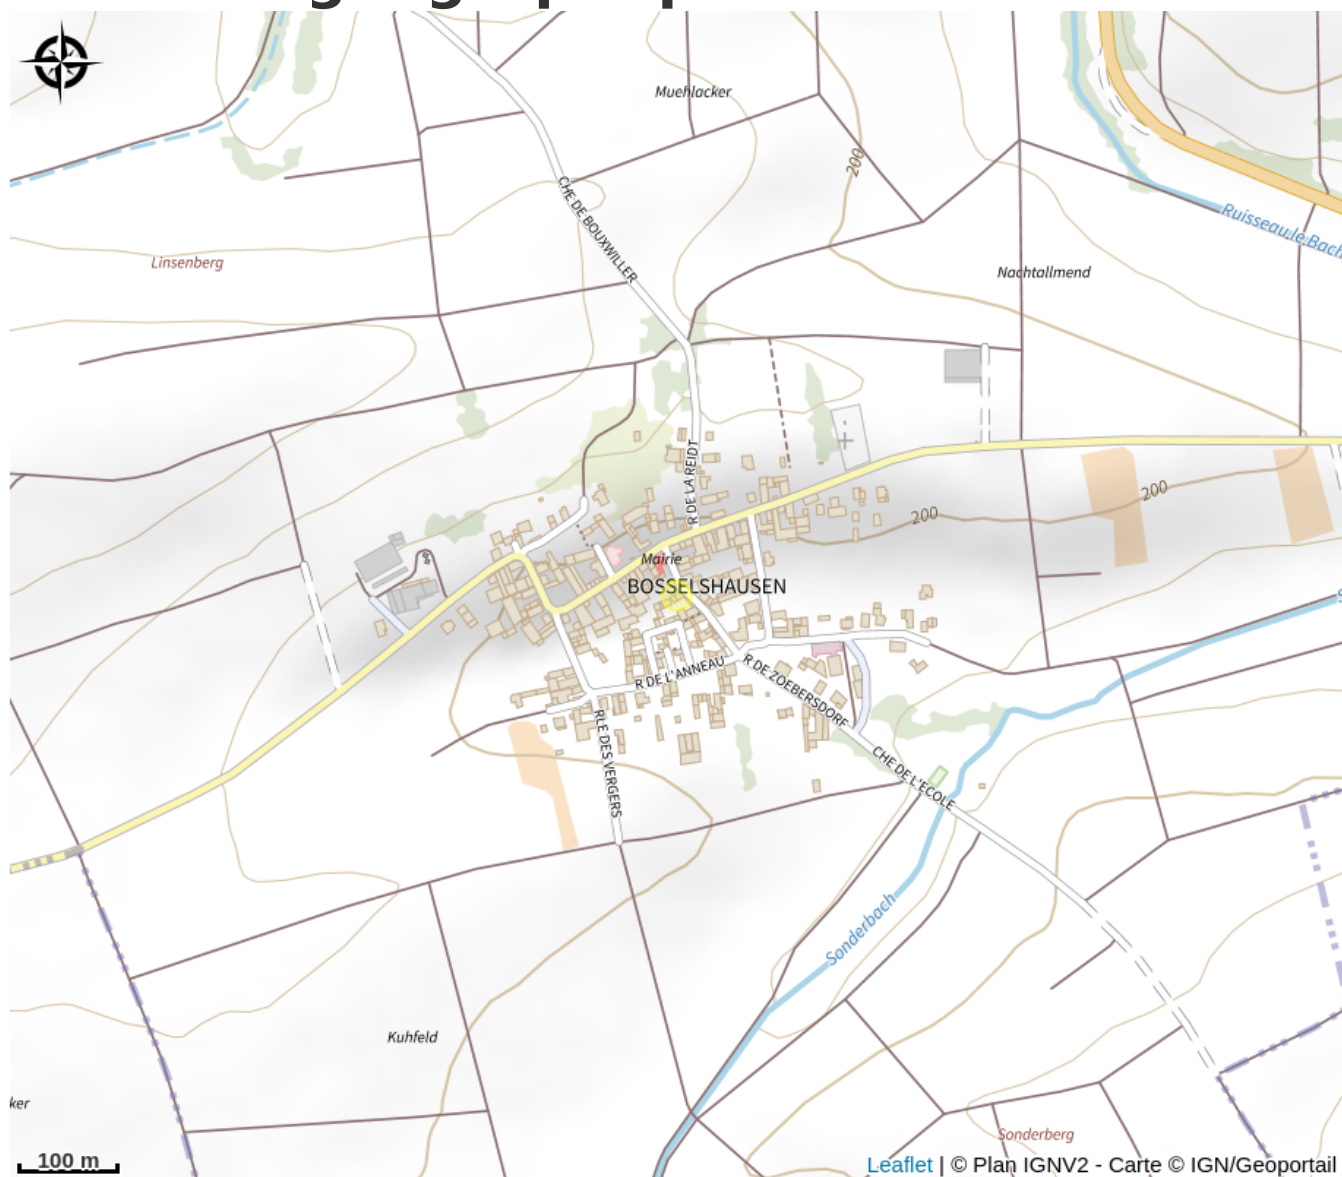 Muehlacker
200
CHE DE BOUXWILLER
Ruisseau le Bach
Linsenberg
Nachtallmend
R DE LA REIDT
200
200
Mairie
BOSSELSHAUSEN
R DE L'ANNEAU
R DE ZOEBERSDORF
RLE DES VERGERS
CHE DE L'ECOLE
Sonderbach
Kuhfeld
ker
Sonderberg
100 m
Leaflet | © Plan IGNV2 - Carte © IGN/Geoportail